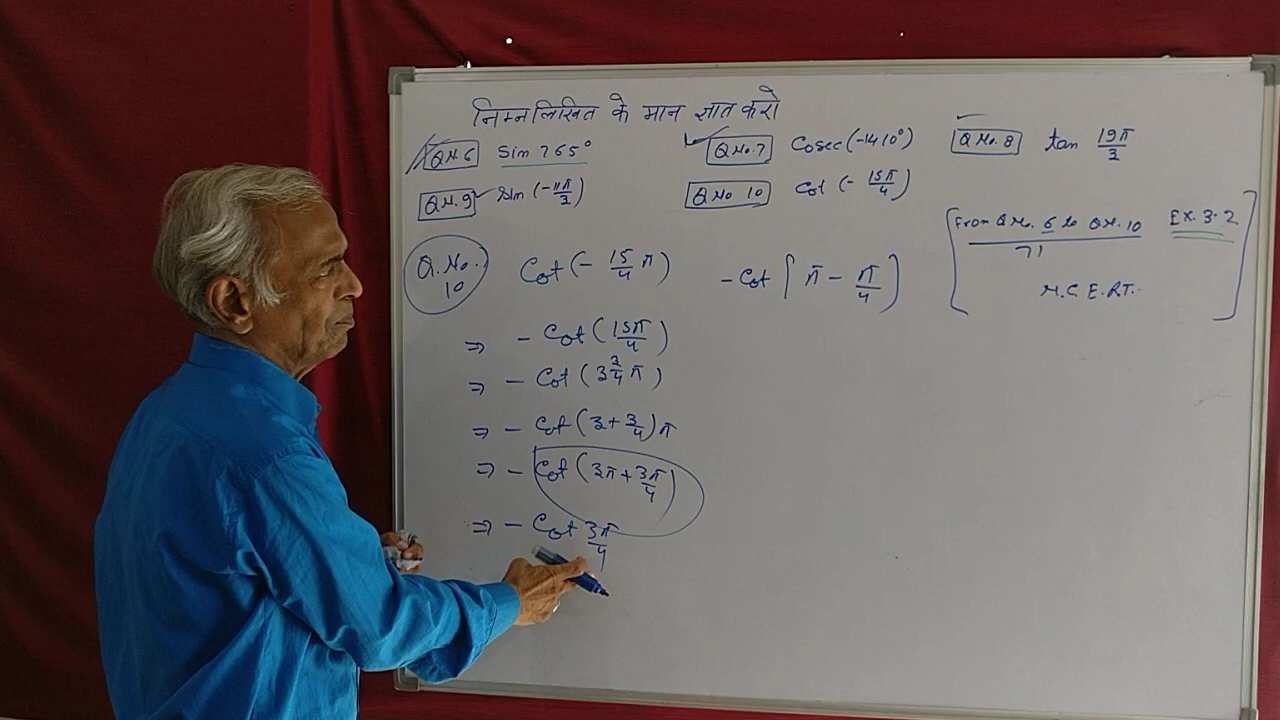 निम्नलिखित के मान ज्ञात करो
Q.N.6 Sin 765° Q.No.7 Cosec(-1410°) Q.No.8 tan 19π/3
Q.N.9 Sin(-11π/3) Q.No 10 Cot(-15π/4)
From Q.No. 6 to Q.N. 10 Ex. 3.2
71
N.C.E.R.T.
Q.No. 10 Cot(-15/4 π) -Cot[π - π/4)
⇒ - Cot(15π/4)
⇒ - Cot(3 3/4 π)
⇒ - Cot(3 + 3/4)π
⇒ - Cot(3π + 3π/4)
⇒ - Cot 3π/4